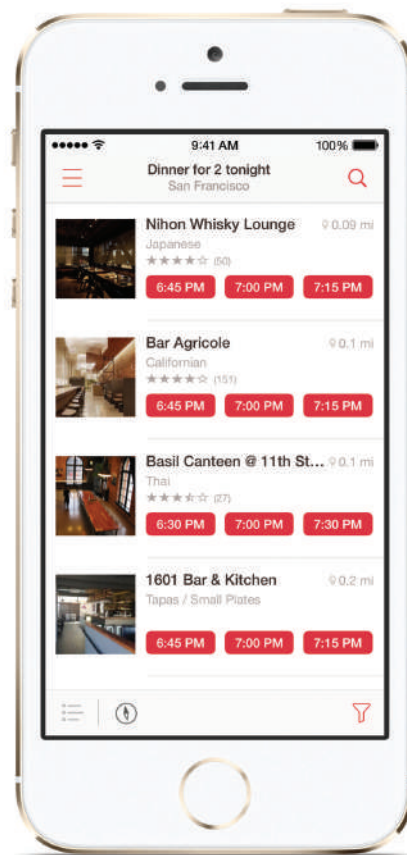 9:41 AM 100%
Dinner for 2 tonight
San Francisco
Nihon Whisky Lounge 0.09 mi
Japanese
(50)
6:45 PM 7:00 PM 7:15 PM
Bar Agricole 0.1 mi
Californian
(151)
6:45 PM 7:00 PM 7:15 PM
Basil Canteen @ 11th St... 0.1 mi
Thai
(27)
6:30 PM 7:00 PM 7:30 PM
1601 Bar & Kitchen 0.2 mi
Tapas / Small Plates
6:45 PM 7:00 PM 7:15 PM